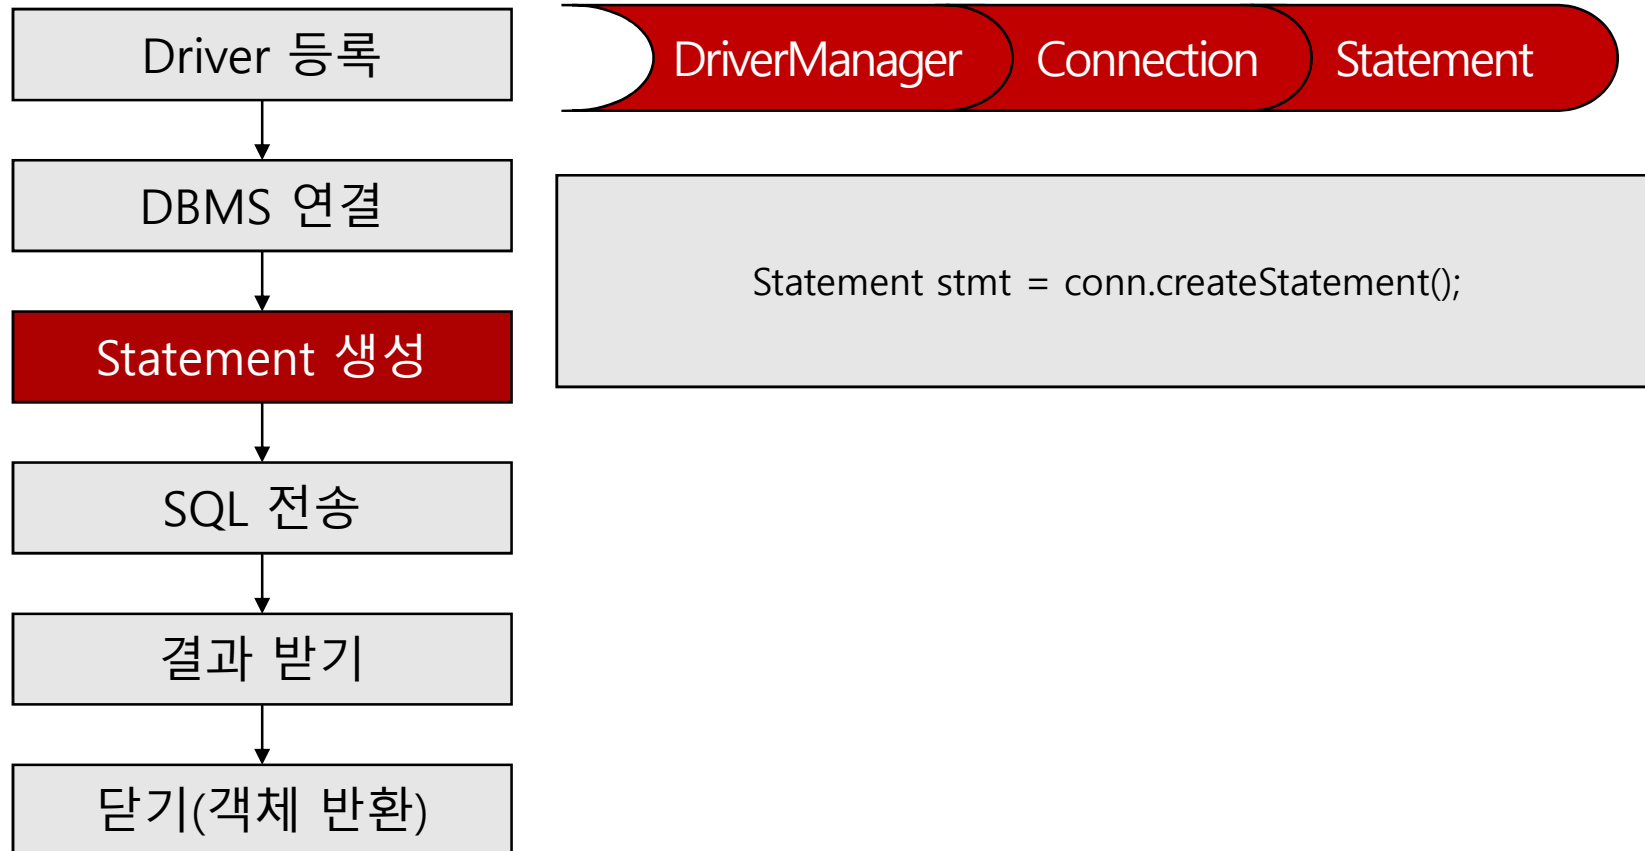 Driver 등록
DBMS 연결
Statement 생성
SQL 전송
결과 받기
닫기(객체 반환)
DriverManager
Connection
Statement
Statement stmt = conn.createStatement();